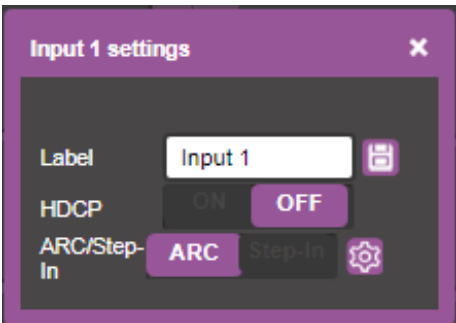 Input 1 settings ×
Label Input 1
HDCP ON OFF
ARC/Step- ARC Step-In
In